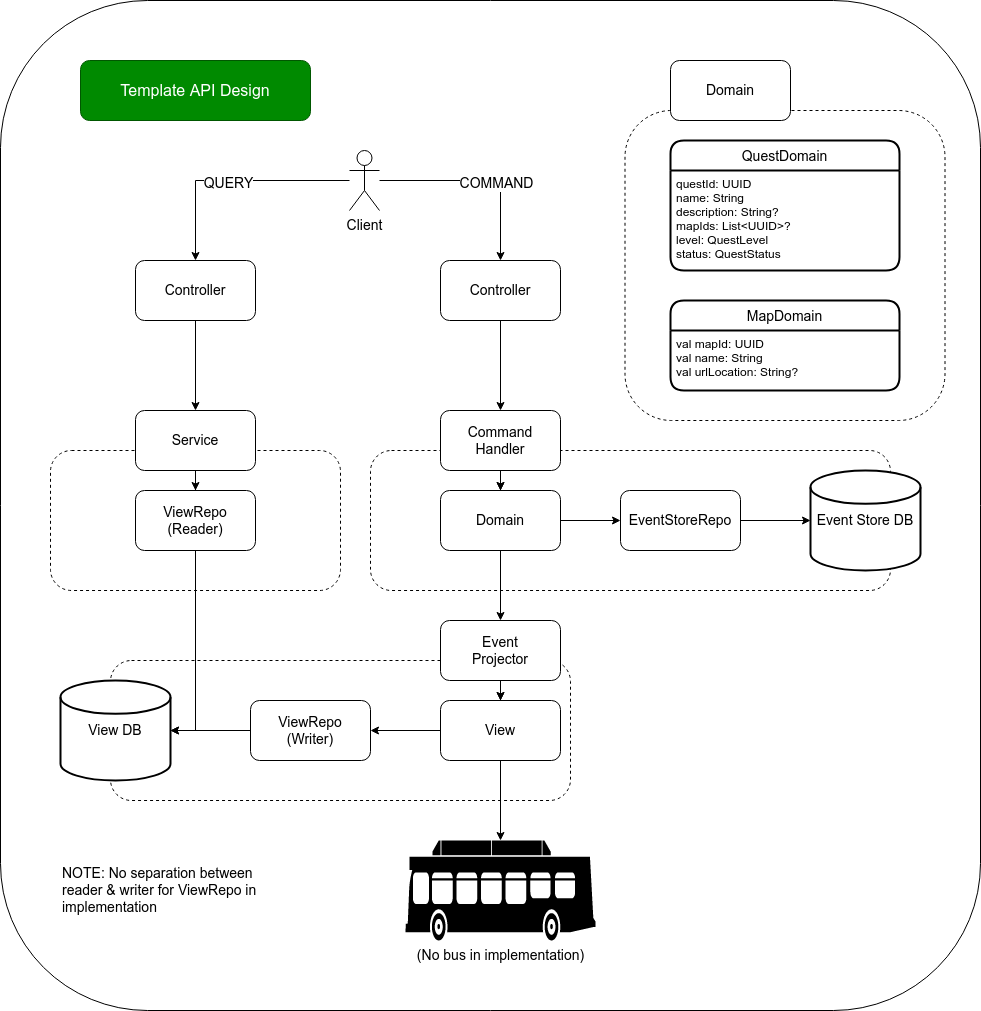 Template API Design
Domain
QuestDomain
questId: UUID
name: String
description: String?
mapIds: List<UUID>?
level: QuestLevel
status: QuestStatus
MapDomain
val mapId: UUID
val name: String
val urlLocation: String?
QUERY
COMMAND
Client
Controller
Controller
Service
Command
Handler
ViewRepo
(Reader)
Domain
EventStoreRepo
Event Store DB
Event
Projector
View DB
ViewRepo
(Writer)
View
NOTE: No separation between
reader & writer for ViewRepo in
implementation
(No bus in implementation)